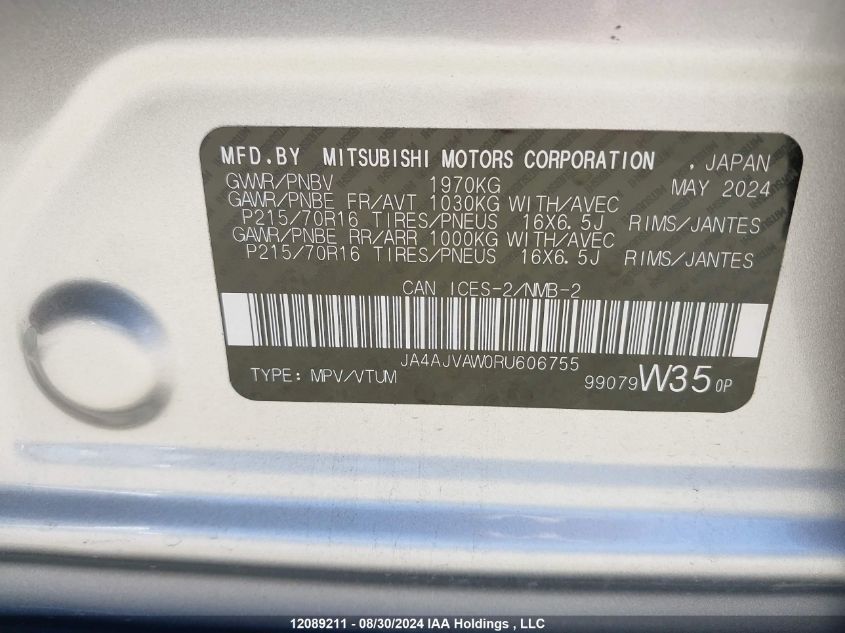 MFD.BY MITSUBISHI MOTORS CORPORATION , JAPAN
GVWR/PNBV 1970KG MAY 2024
GAWR/PNBE FR/AVT 1030KG WITH/AVEC
P215/70R16 TIRES/PNEUS 16X6.5J RIMS/JANTES
GAWR/PNBE RR/ARR 1000KG WITH/AVEC
P215/70R16 TIRES/PNEUS 16X6.5J RIMS/JANTES
CAN ICES-2/NMB-2
JA4AJVAW0RU606755
TYPE: MPV/VTUM 99079 W35 0P
12089211 - 08/30/2024 IAA Holdings , LLC